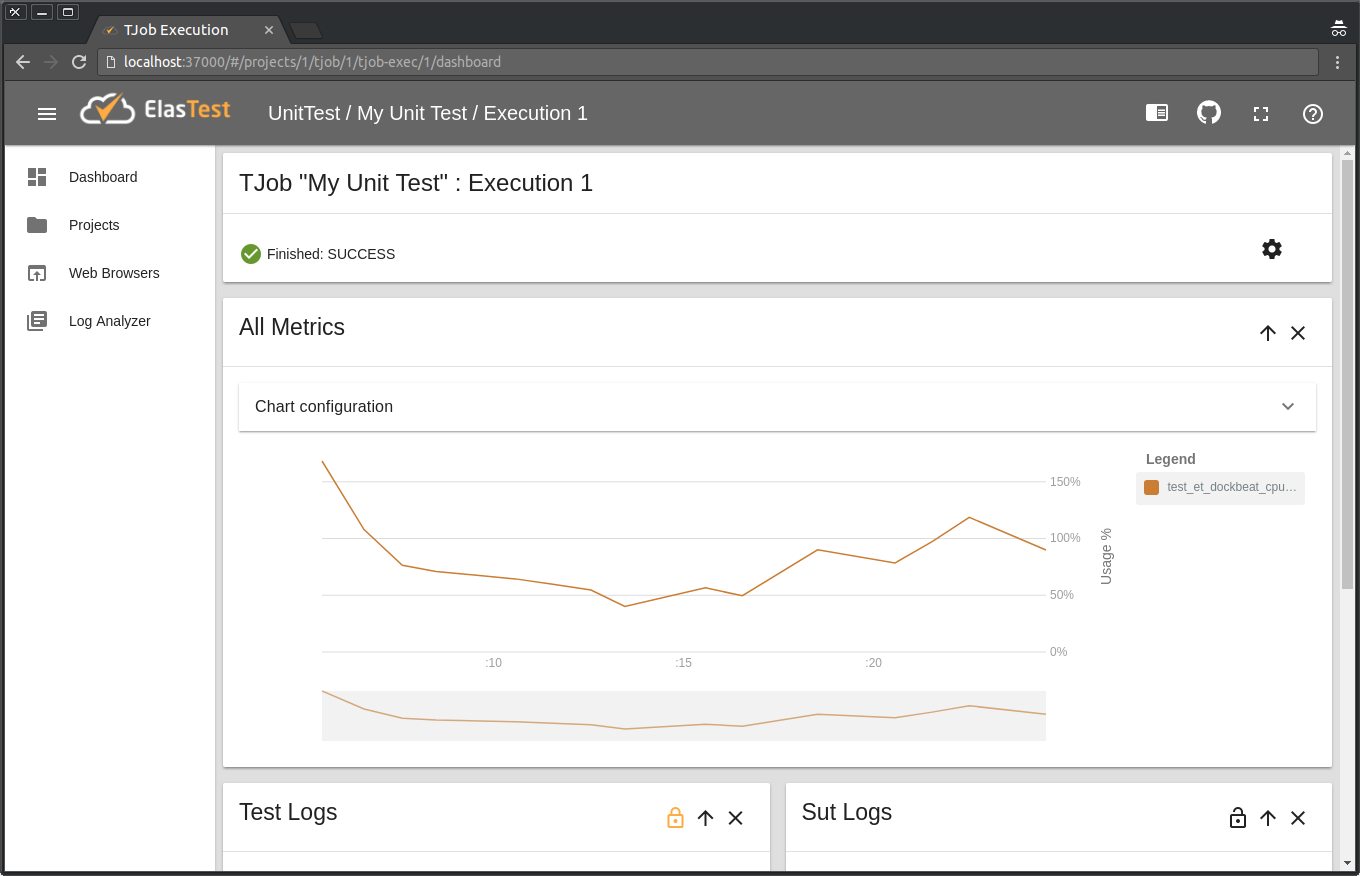 TJob Execution
localhost:37000/#/projects/1/tjob/1/tjob-exec/1/dashboard
ElasTest
UnitTest / My Unit Test / Execution 1
Dashboard
Projects
Web Browsers
Log Analyzer
TJob "My Unit Test" : Execution 1
Finished: SUCCESS
All Metrics
Chart configuration
Legend
test_et_dockbeat_cpu…
150%
100%
50%
0%
Usage %
:10 :15 :20
Test Logs
Sut Logs